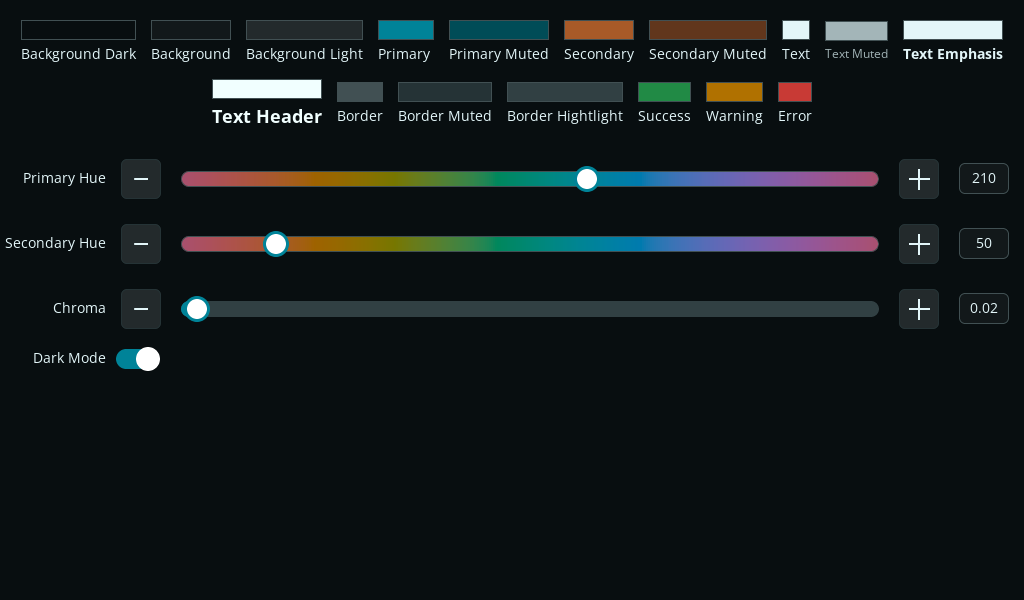 Background Dark Background Background Light Primary Primary Muted Secondary Secondary Muted Text Text Muted Text Emphasis
Text Header Border Border Muted Border Hightlight Success Warning Error
Primary Hue 210
Secondary Hue 50
Chroma 0.02
Dark Mode